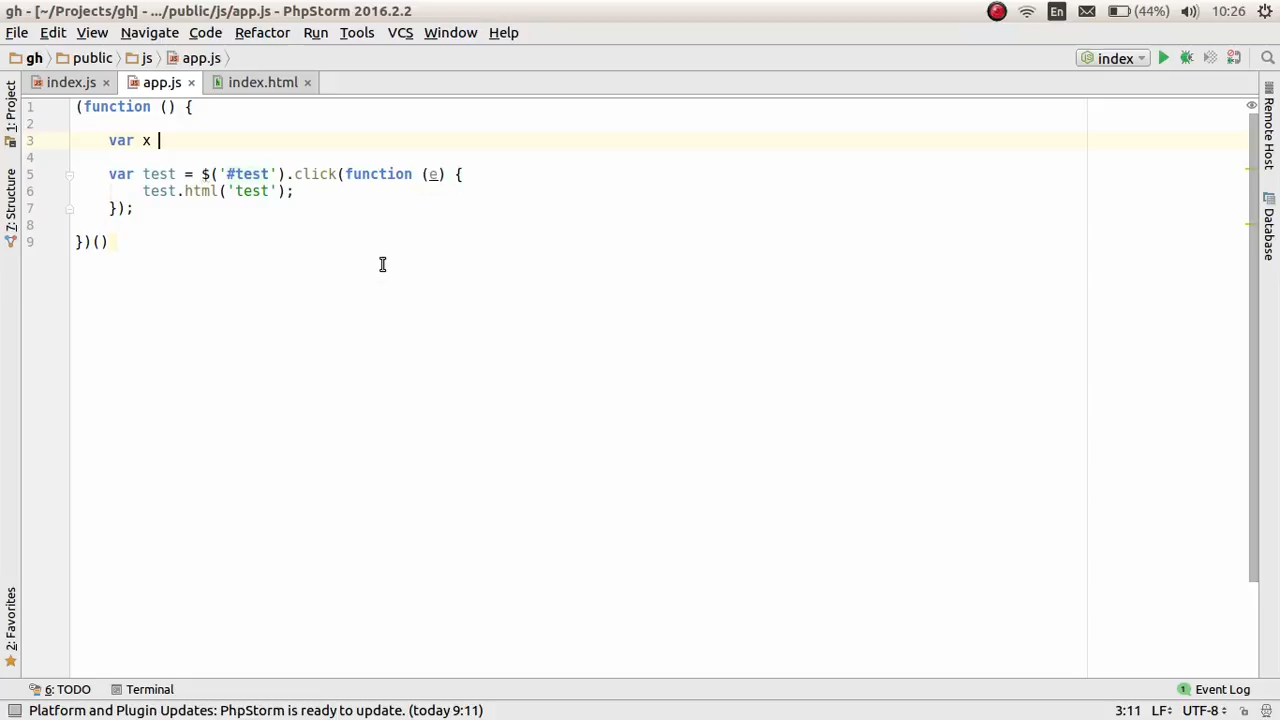 gh - [~/Projects/gh] - .../public/js/app.js - PhpStorm 2016.2.2
En (44%) 10:26
File Edit View Navigate Code Refactor Run Tools VCS Window Help
gh public js app.js index
index.js × app.js × index.html ×
1: Project
7: Structure
2: Favorites
Remote Host
Database
1 (function () {
2
3 var x
4
5 var test = $('#test').click(function (e) {
6 test.html('test');
7 });
8
9 })()
6: TODO Terminal 1 Event Log
Platform and Plugin Updates: PhpStorm is ready to update. (today 9:11) 3:11 LF÷ UTF-8÷